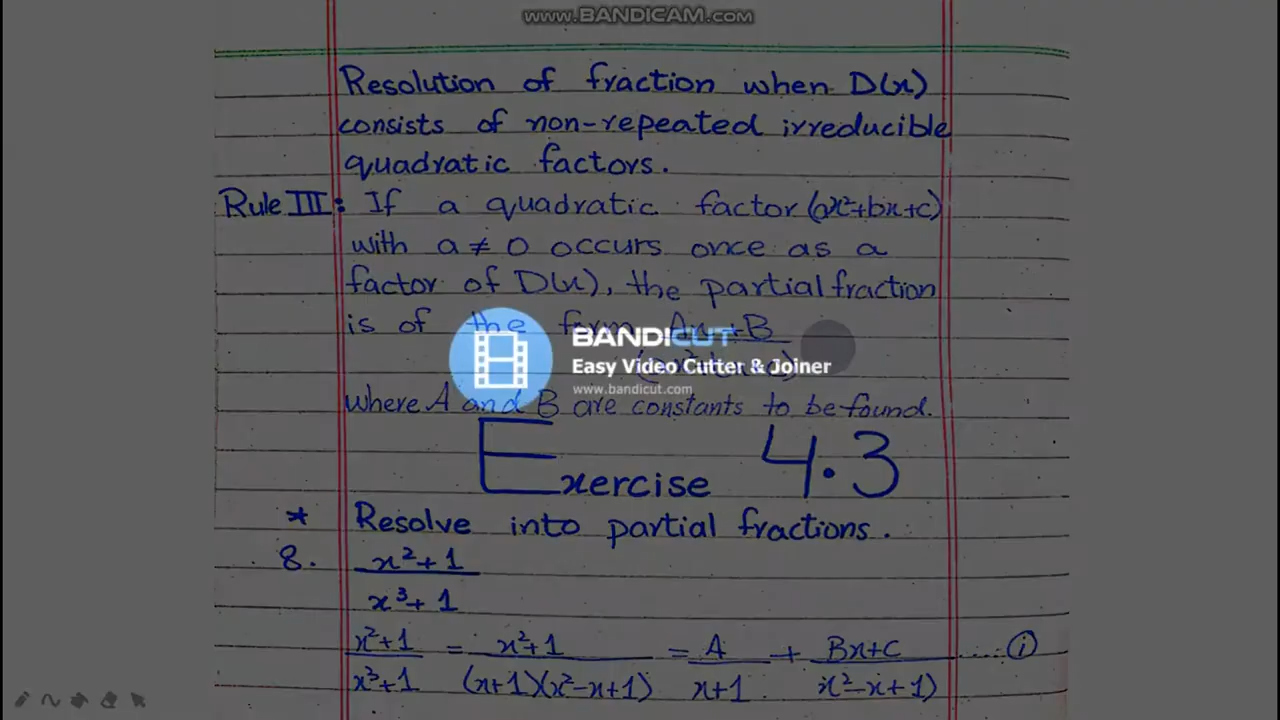 www.BANDICAM.com
Resolution of fraction when D(x)
consists of non-repeated irreducible
quadratic factors.
Rule III: If a quadratic factor (ax²+bx+c)
with a ≠ 0 occurs once as a
factor of D(x), the partial fraction
is of the form Ax+B
BANDICUT
Easy Video Cutter & Joiner
www.bandicut.com
where A and B are constants to be found.
Exercise 4.3
* Resolve into partial fractions.
8. x²+1
x³+1
x²+1 = x²+1 = A + Bx+C ....(i)
x³+1 (x+1)(x²-x+1) x+1 x²-x+1)